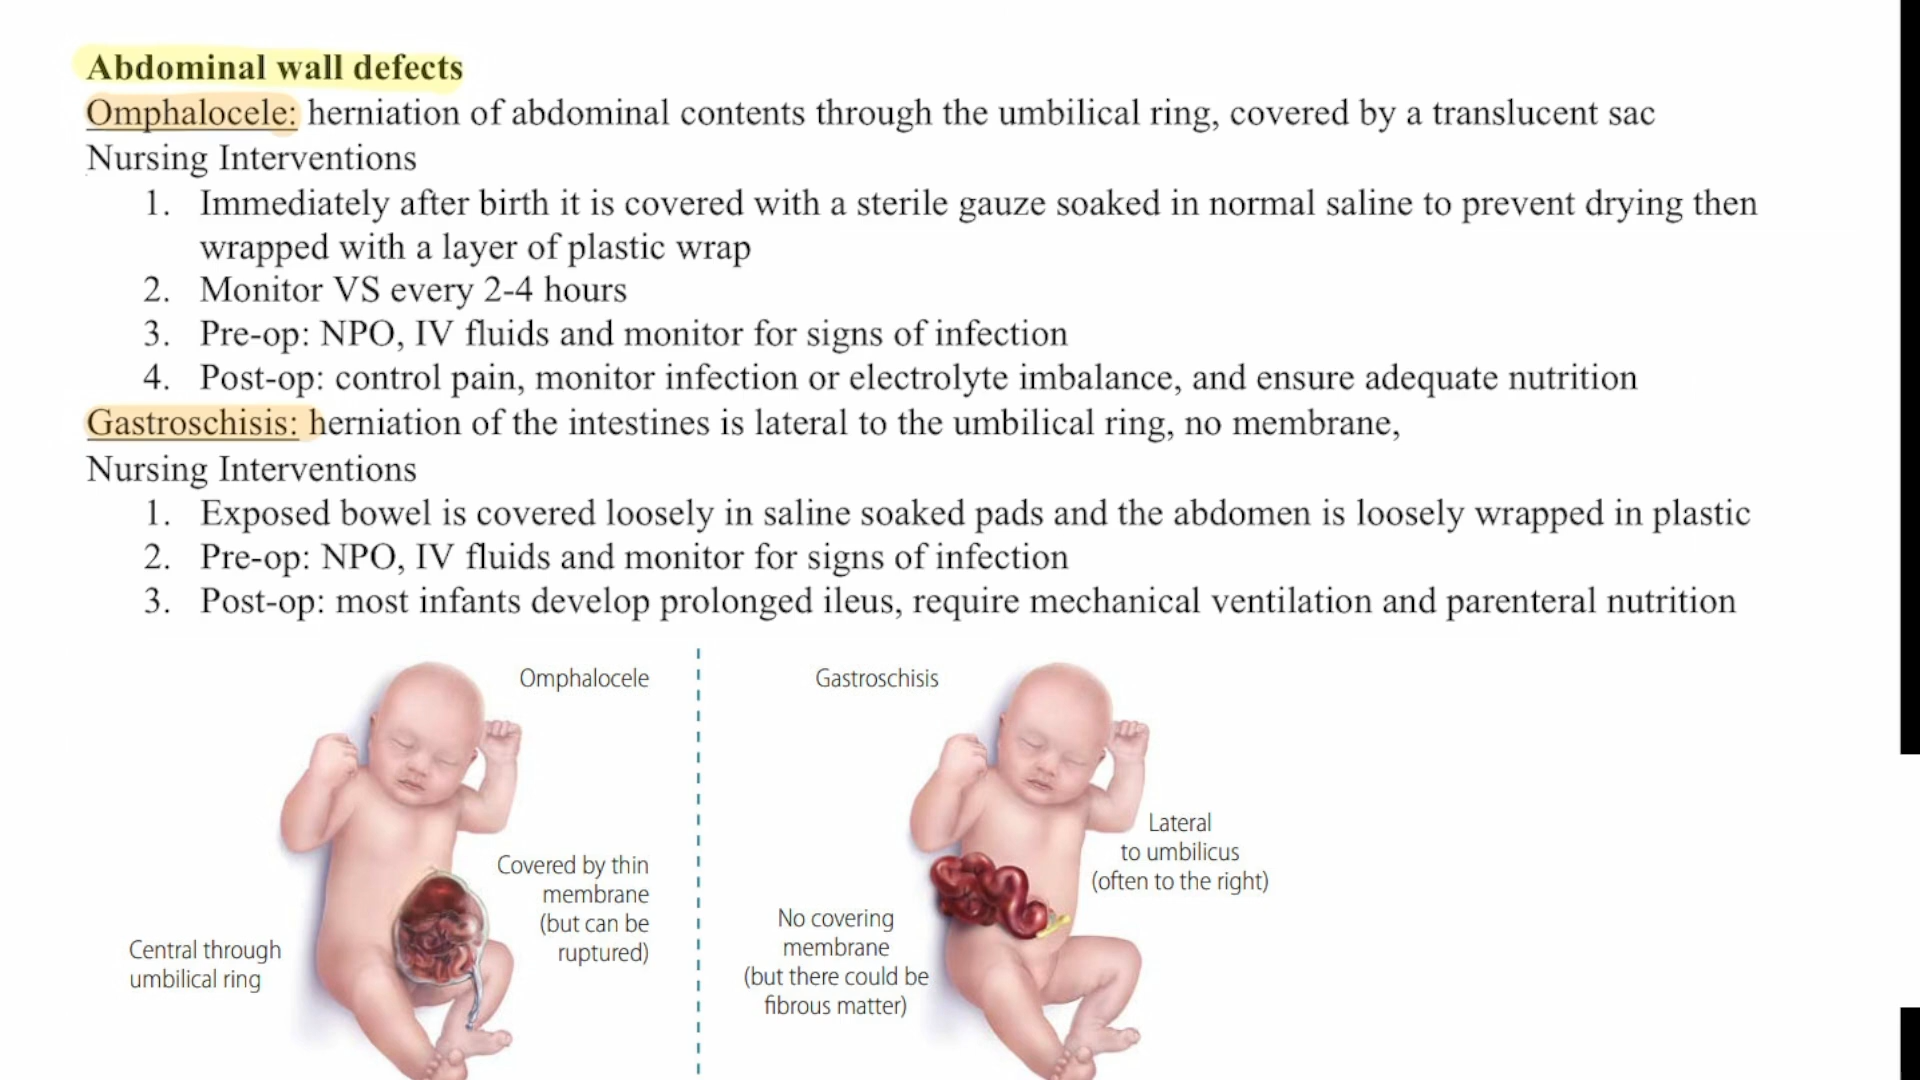 Abdominal wall defects
Omphalocele: herniation of abdominal contents through the umbilical ring, covered by a translucent sac
Nursing Interventions
1. Immediately after birth it is covered with a sterile gauze soaked in normal saline to prevent drying then
wrapped with a layer of plastic wrap
2. Monitor VS every 2-4 hours
3. Pre-op: NPO, IV fluids and monitor for signs of infection
4. Post-op: control pain, monitor infection or electrolyte imbalance, and ensure adequate nutrition
Gastroschisis: herniation of the intestines is lateral to the umbilical ring, no membrane,
Nursing Interventions
1. Exposed bowel is covered loosely in saline soaked pads and the abdomen is loosely wrapped in plastic
2. Pre-op: NPO, IV fluids and monitor for signs of infection
3. Post-op: most infants develop prolonged ileus, require mechanical ventilation and parenteral nutrition
Omphalocele
Covered by thin
membrane
(but can be
ruptured)
Central through
umbilical ring
Gastroschisis
Lateral
to umbilicus
(often to the right)
No covering
membrane
(but there could be
fibrous matter)